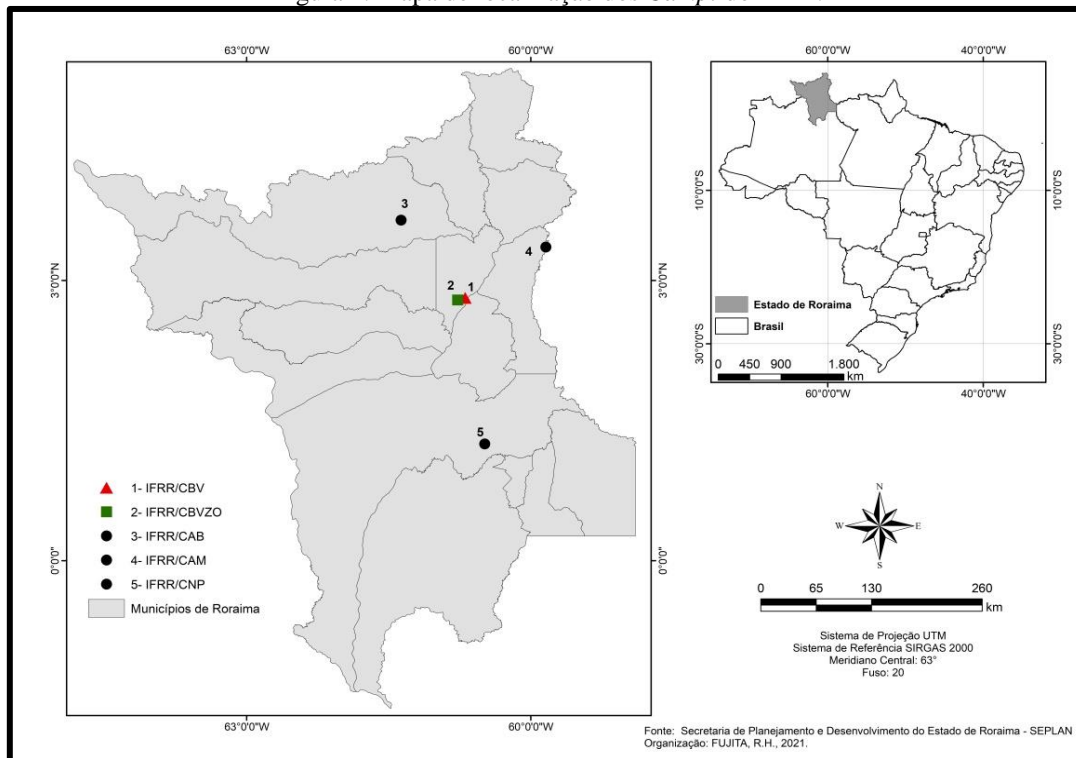 63°0'0"W
60°0'0"W
3°0'0"N
0°0'0"
3
4
2
1
5
1- IFRR/CBV
2- IFRR/CBVZO
3- IFRR/CAB
4- IFRR/CAM
5- IFRR/CNP
Municípios de Roraima
3°0'0"N
0°0'0"
63°0'0"W
60°0'0"W
60°0'0"W
40°0'0"W
10°0'0"S
30°0'0"S
Estado de Roraima
Brasil
0 450 900 1.800
km
10°0'0"S
30°0'0"S
60°0'0"W
40°0'0"W
N
W E
S
0 65 130 260
km
Sistema de Projeção UTM
Sistema de Referência SIRGAS 2000
Meridiano Central: 63°
Fuso: 20
Fonte: Secretaria de Planejamento e Desenvolvimento do Estado de Roraima - SEPLAN
Organização: FUJITA, R.H., 2021.